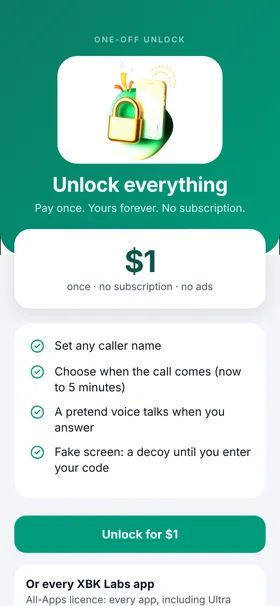 ONE-OFF UNLOCK
Unlock everything
Pay once. Yours forever. No subscription.
$1
once · no subscription · no ads
Set any caller name
Choose when the call comes (now
to 5 minutes)
A pretend voice talks when you
answer
Fake screen: a decoy until you enter
your code
Unlock for $1
Or every XBK Labs app
All-Apps licence: every app, including Ultra